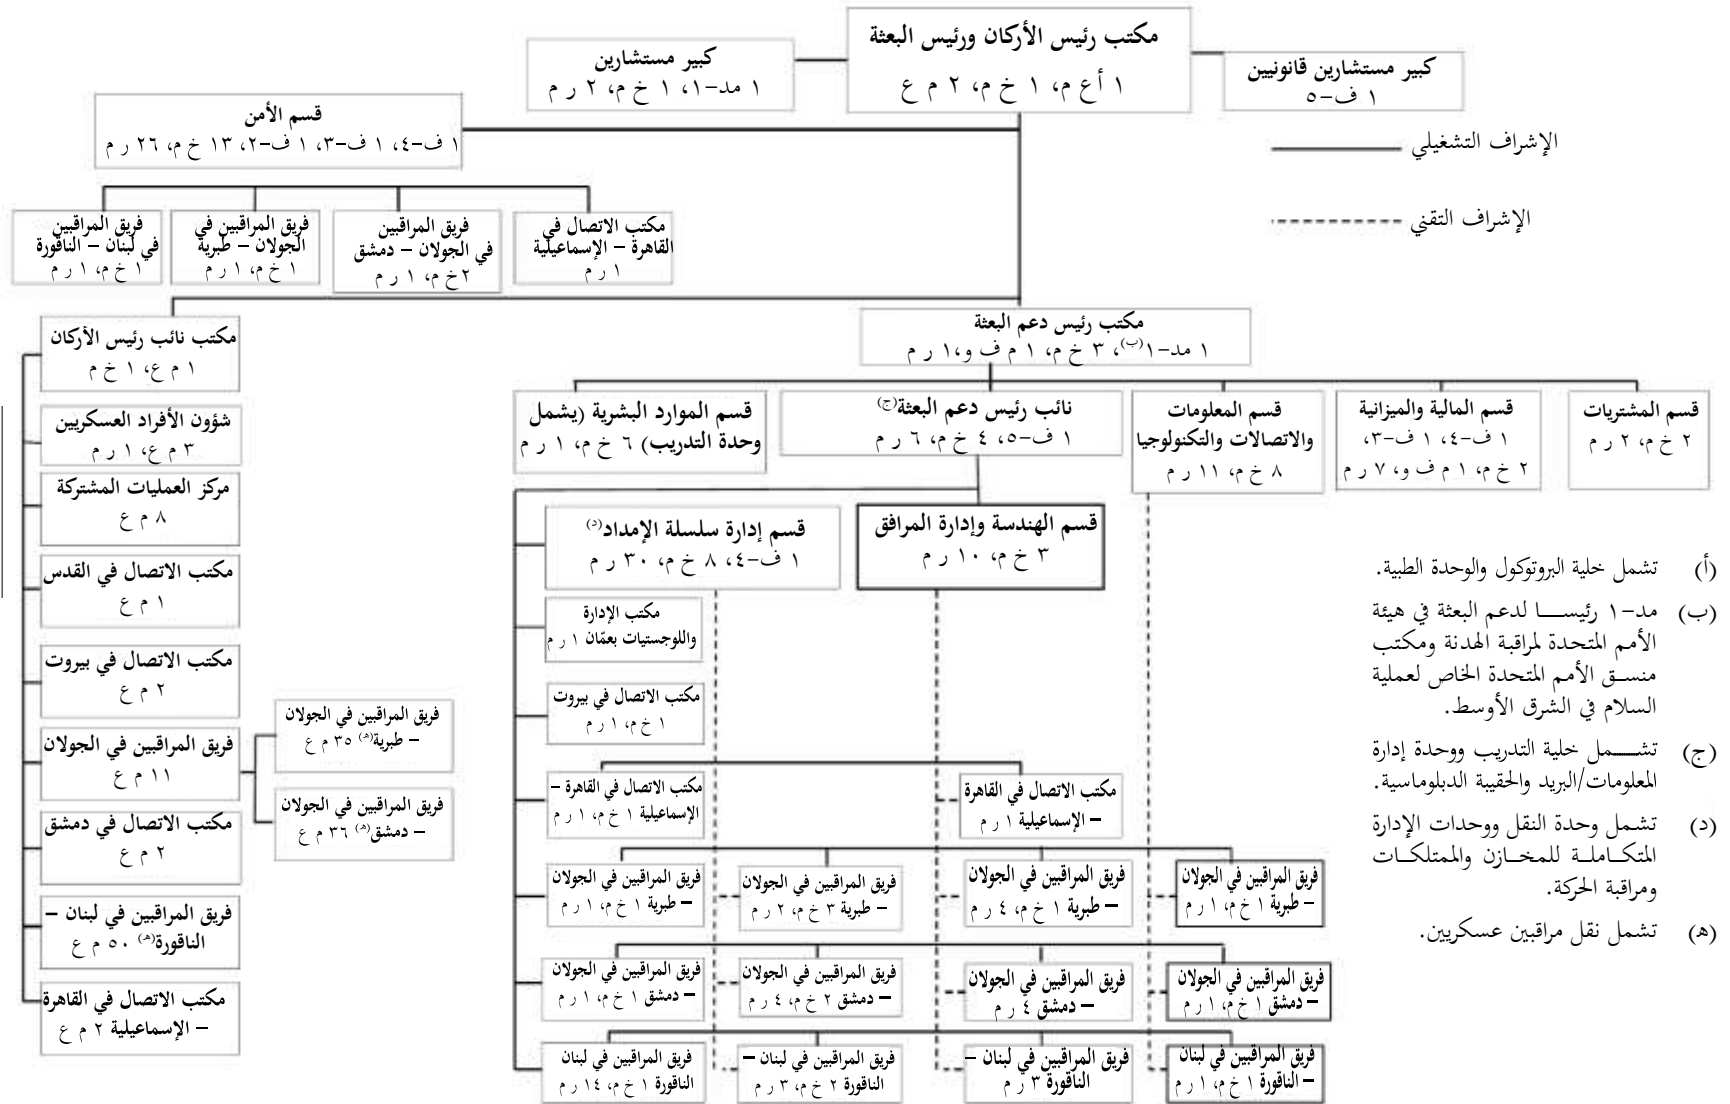 مكتب رئيس الأركان ورئيس البعثة
١ أ ع م، ١ خ م، ٢ م ع
كبير مستشارين قانونيين
١ ف-٥
كبير مستشارين
١ مد-١، ١ خ م، ٢ ر م
قسم الأمن
١ ف-٤، ١ ف-٣، ١ ف-٢، ١٣ خ م، ٢٦ ر م
الإشراف التشغيلي
الإشراف التقني
مكتب الاتصال في
القاهرة – الإسماعيلية
١ ر م
فريق المراقبين
في الجولان – دمشق
٢ خ م، ١ ر م
فريق المراقبين في
الجولان – طبرية
١ خ م، ١ ر م
فريق المراقبين
في لبنان – الناقورة
١ خ م، ١ ر م
مكتب رئيس دعم البعثة
١ مد-١(ب)، ٣ خ م، ١ م ف و، ١ ر م
قسم المشتريات
٢ خ م، ٢ ر م
قسم المالية والميزانية
١ ف-٤، ١ ف-٣،
٢ خ م، ١ م ف و، ٧ ر م
قسم المعلومات
والاتصالات والتكنولوجيا
٨ خ م، ١١ ر م
نائب رئيس دعم البعثة(ج)
١ ف-٥، ٤ خ م، ٦ ر م
قسم الموارد البشرية (يشمل
وحدة التدريب) ٦ خ م، ١ ر م
قسم الهندسة وإدارة المرافق
٣ خ م، ١٠ ر م
قسم إدارة سلسلة الإمداد(د)
١ ف-٤، ٨ خ م، ٣٠ ر م
مكتب الإدارة
واللوجستيات بعمّان ١ ر م
مكتب الاتصال في بيروت
١ خ م، ١ ر م
مكتب الاتصال في القاهرة
– الإسماعيلية ١ ر م
مكتب الاتصال في القاهرة –
الإسماعيلية ١ خ م، ١ ر م
فريق المراقبين في الجولان
– طبرية ١ خ م، ١ ر م
فريق المراقبين في الجولان
– طبرية ١ خ م، ٤ ر م
فريق المراقبين في الجولان
– طبرية ٣ خ م، ٢ ر م
فريق المراقبين في الجولان
– طبرية ١ خ م، ١ ر م
فريق المراقبين في الجولان
– دمشق ١ خ م، ١ ر م
فريق المراقبين في الجولان
– دمشق ٤ ر م
فريق المراقبين في الجولان
– دمشق ٢ خ م، ٤ ر م
فريق المراقبين في الجولان
– دمشق ١ خ م، ١ ر م
فريق المراقبين في لبنان
– الناقورة ١ خ م، ١ ر م
فريق المراقبين في لبنان –
الناقورة ٣ ر م
فريق المراقبين في لبنان –
الناقورة ٢ خ م، ٣ ر م
فريق المراقبين في لبنان
الناقورة ١ خ م، ١٤ ر م
مكتب نائب رئيس الأركان
١ م ع، ١ خ م
شؤون الأفراد العسكريين
٣ م ع، ١ ر م
مركز العمليات المشتركة
٨ م ع
مكتب الاتصال في القدس
١ م ع
مكتب الاتصال في بيروت
٢ م ع
فريق المراقبين في الجولان
١١ م ع
فريق المراقبين في الجولان
– طبرية(ه) ٣٥ م ع
فريق المراقبين في الجولان
– دمشق(ه) ٣٦ م ع
مكتب الاتصال في دمشق
٢ م ع
فريق المراقبين في لبنان –
الناقورة(ه) ٥٠ م ع
مكتب الاتصال في القاهرة
– الإسماعيلية ٢ م ع
(أ) تشمل خلية البروتوكول والوحدة الطبية.
(ب) مد-١ رئيسا لدعم البعثة في هيئة
الأمم المتحدة لمراقبة الهدنة ومكتب
منسق الأمم المتحدة الخاص لعملية
السلام في الشرق الأوسط.
(ج) تشمل خلية التدريب ووحدة إدارة
المعلومات/البريد والحقيبة الدبلوماسية.
(د) تشمل وحدة النقل ووحدات الإدارة
المتكاملة للمخازن والممتلكات
ومراقبة الحركة.
(ه) تشمل نقل مراقبين عسكريين.